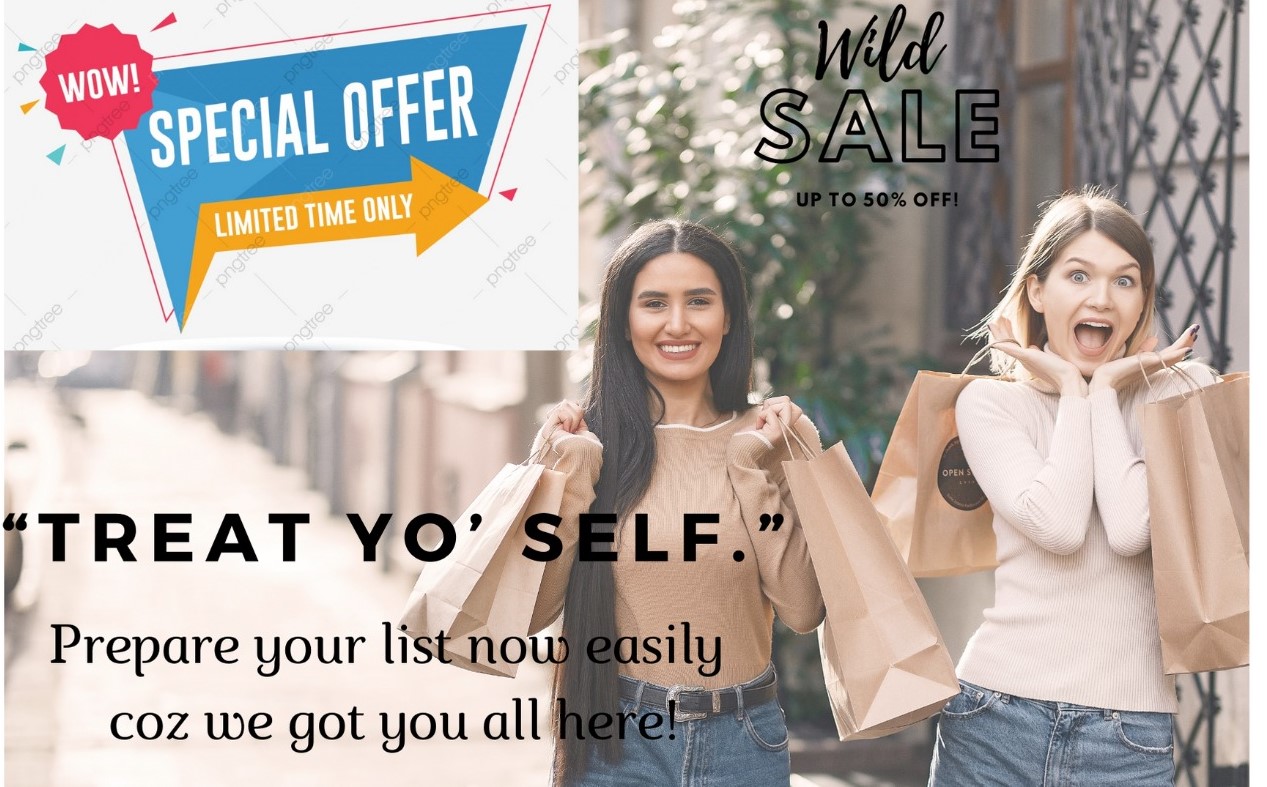 WOW!
SPECIAL OFFER
LIMITED TIME ONLY
pngtree
Wild
SALE
UP TO 50% OFF!
OPEN
“TREAT YO’ SELF.”
Prepare your list now easily
coz we got you all here!